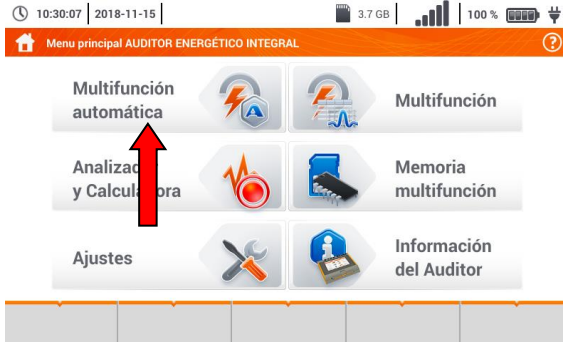 10:30:07 2018-11-15 3.7 GB 100 %
Menu principal AUDITOR ENERGÉTICO INTEGRAL ?
Multifunción
automática
A
Multifunción
y
Memoria
multifunción
Ajustes
Información
del Auditor